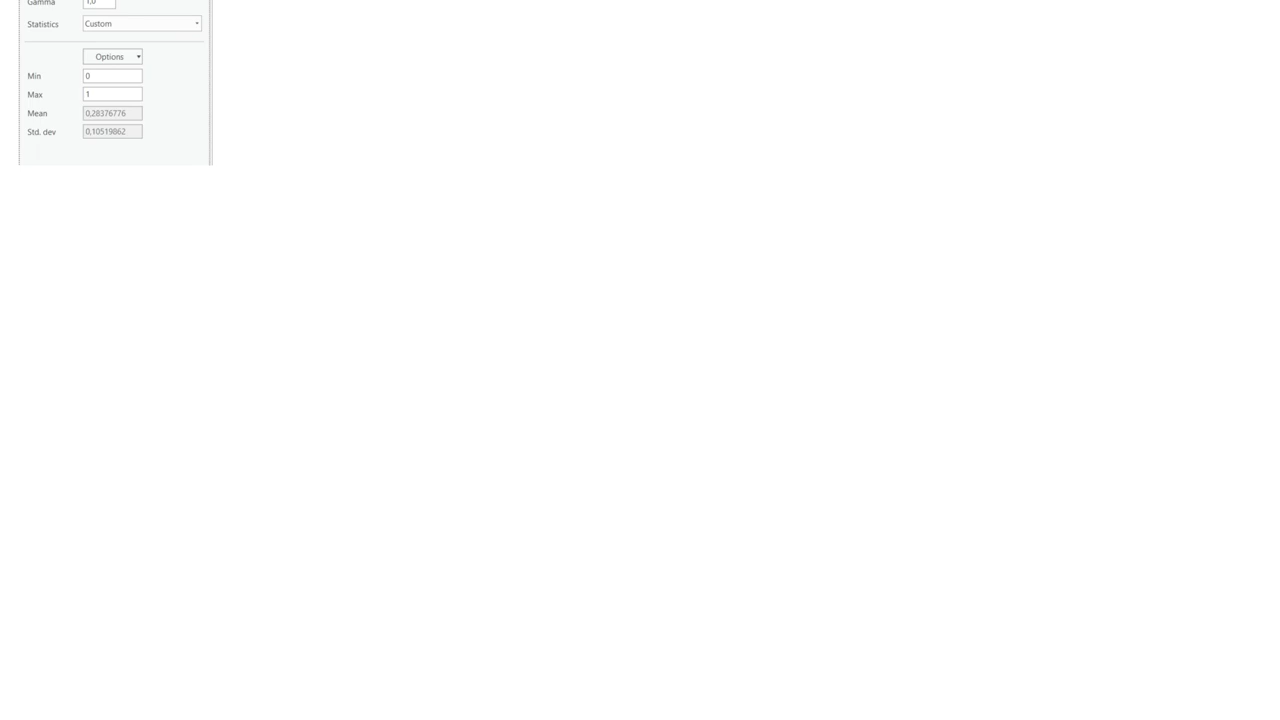 Gamma 1,0
Statistics Custom
Options
Min 0
Max 1
Mean 0,28376776
Std. dev 0,10519862